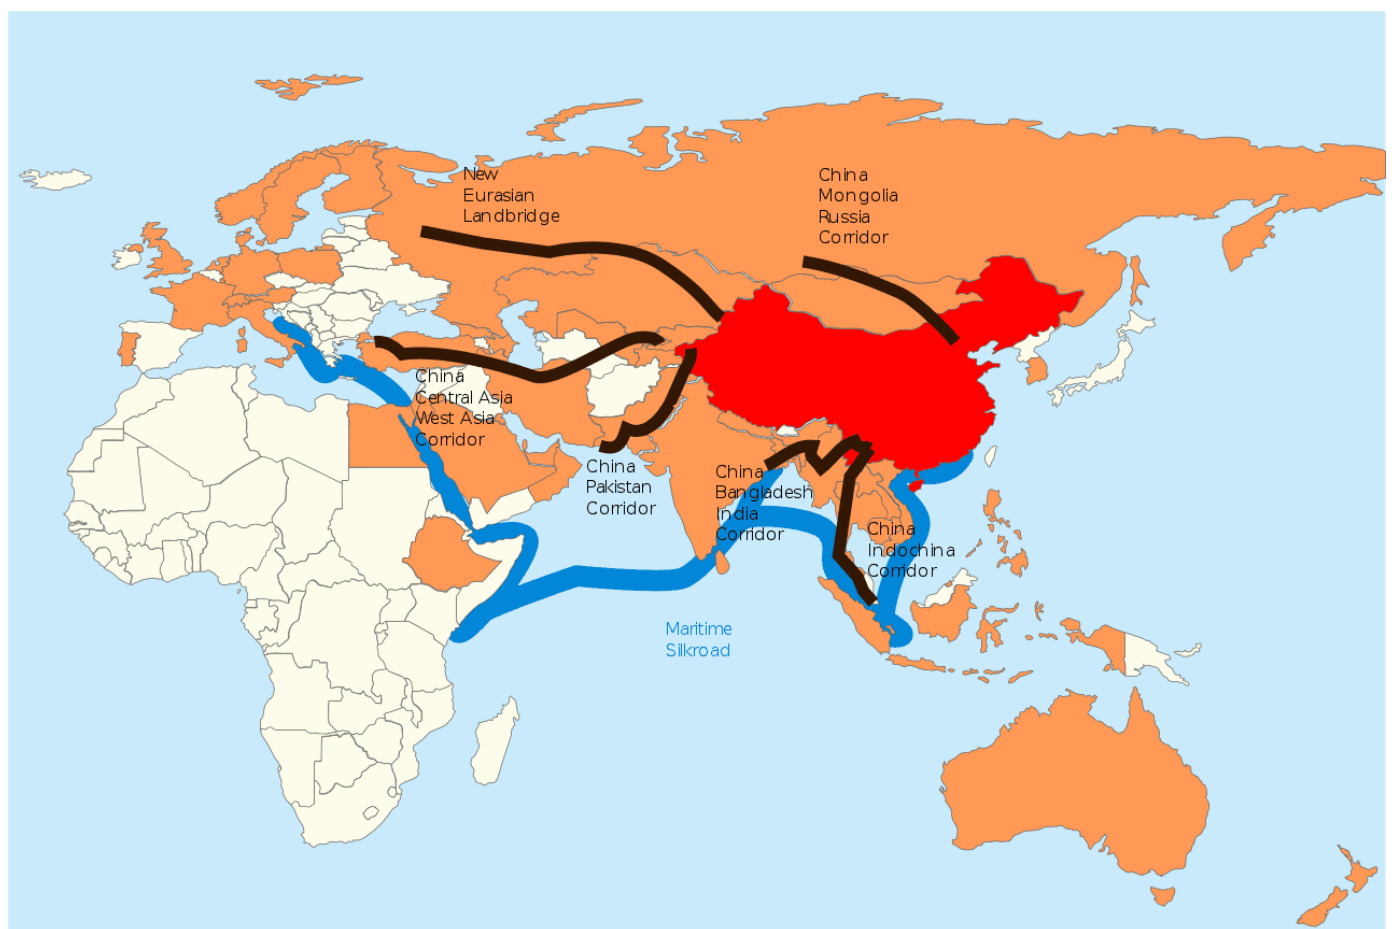 New
Eurasian
Landbridge
China
Mongolia
Russia
Corridor
China
Central Asia
West Asia
Corridor
China
Pakistan
Corridor
China
Bangladesh
India
Corridor
China
Indochina
Corridor
Maritime
Silkroad